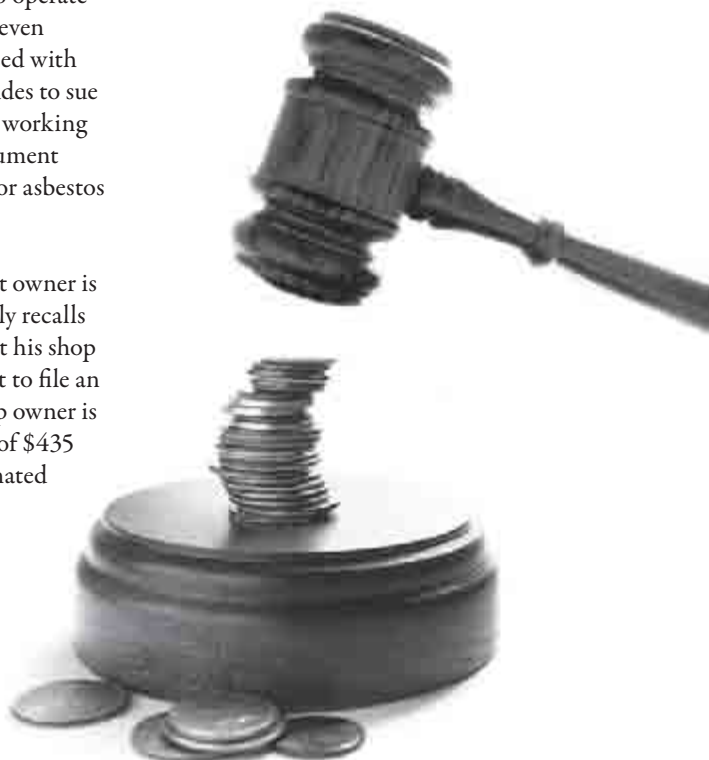 operate
even
ed with
des to sue
working
ument
or asbestos
t owner is
ly recalls
t his shop
t to file an
p owner is
of $435
nated